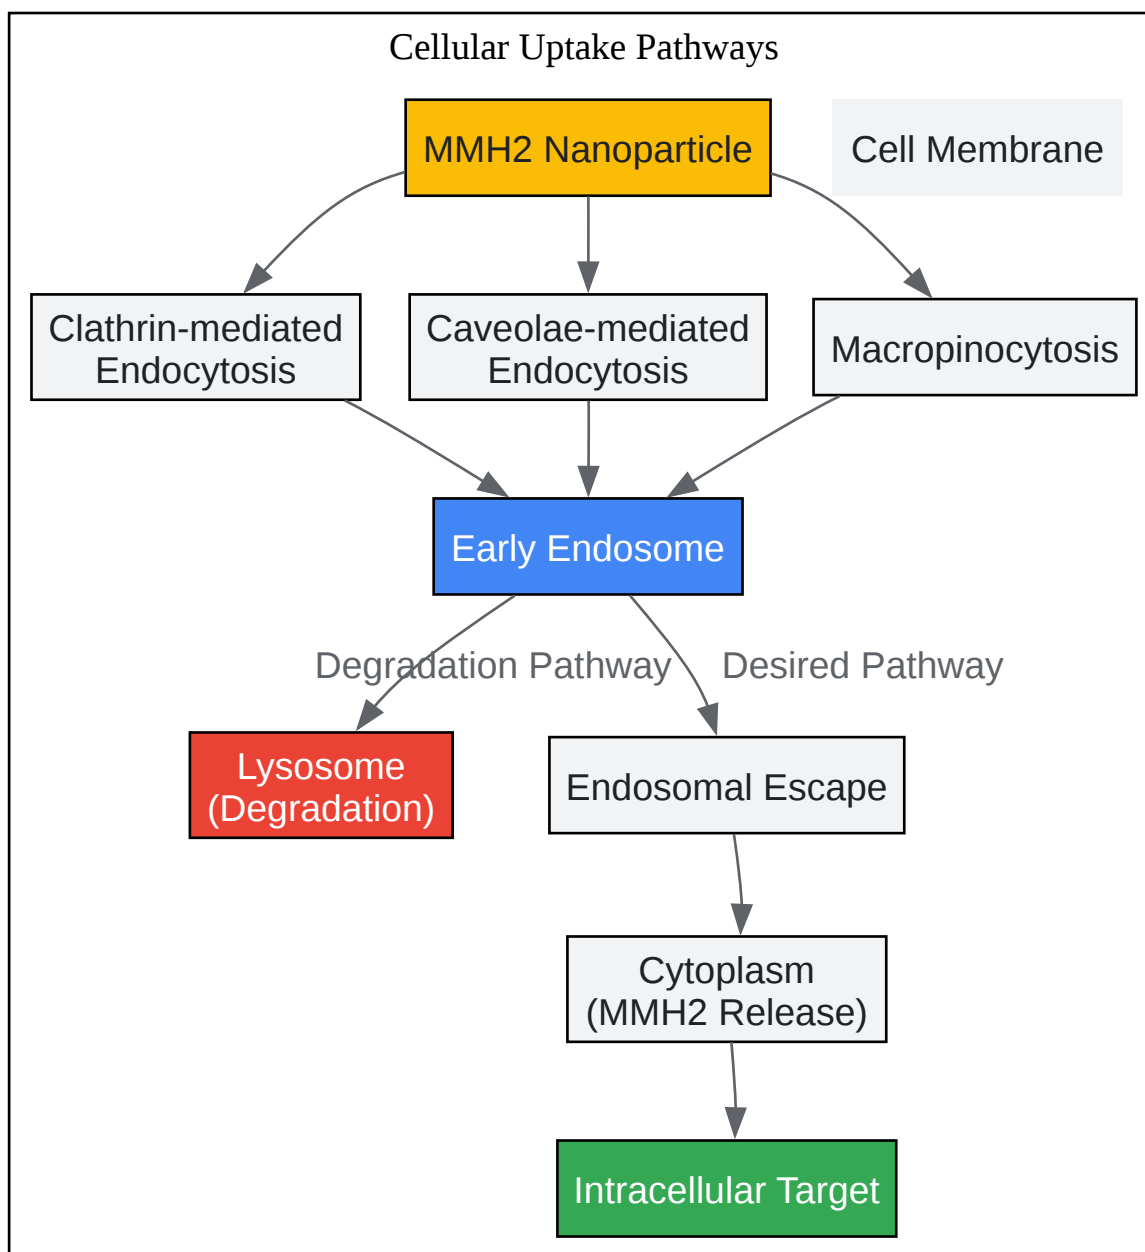 Cellular Uptake Pathways
MMH2 Nanoparticle
Cell Membrane
Clathrin-mediated
Endocytosis
Caveolae-mediated
Endocytosis
Macropinocytosis
Early Endosome
Degradation Pathway
Desired Pathway
Lysosome
(Degradation)
Endosomal Escape
Cytoplasm
(MMH2 Release)
Intracellular Target